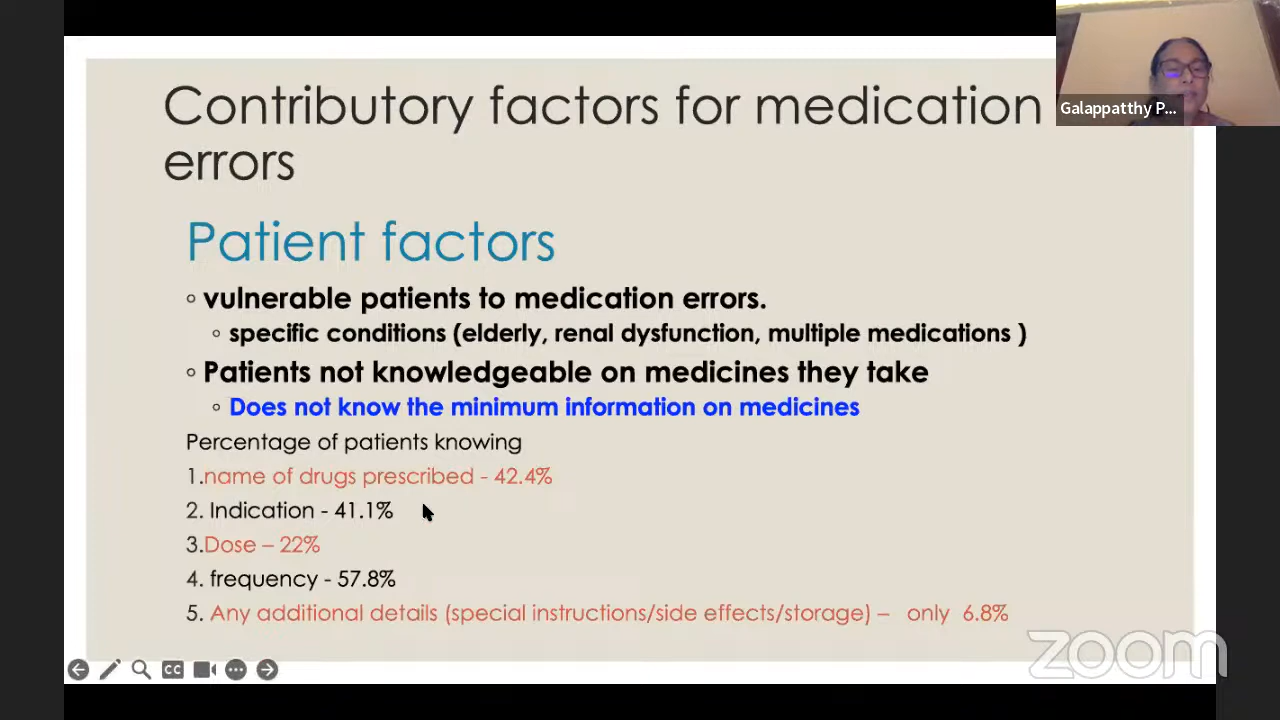 Contributory factors for medication
errors
Galappatthy P...
Patient factors
◦ vulnerable patients to medication errors.
◦ specific conditions (elderly, renal dysfunction, multiple medications )
◦ Patients not knowledgeable on medicines they take
◦ Does not know the minimum information on medicines
Percentage of patients knowing
1.name of drugs prescribed - 42.4%
2. Indication - 41.1%
3.Dose – 22%
4. frequency - 57.8%
5. Any additional details (special instructions/side effects/storage) – only 6.8%
zoom
CC